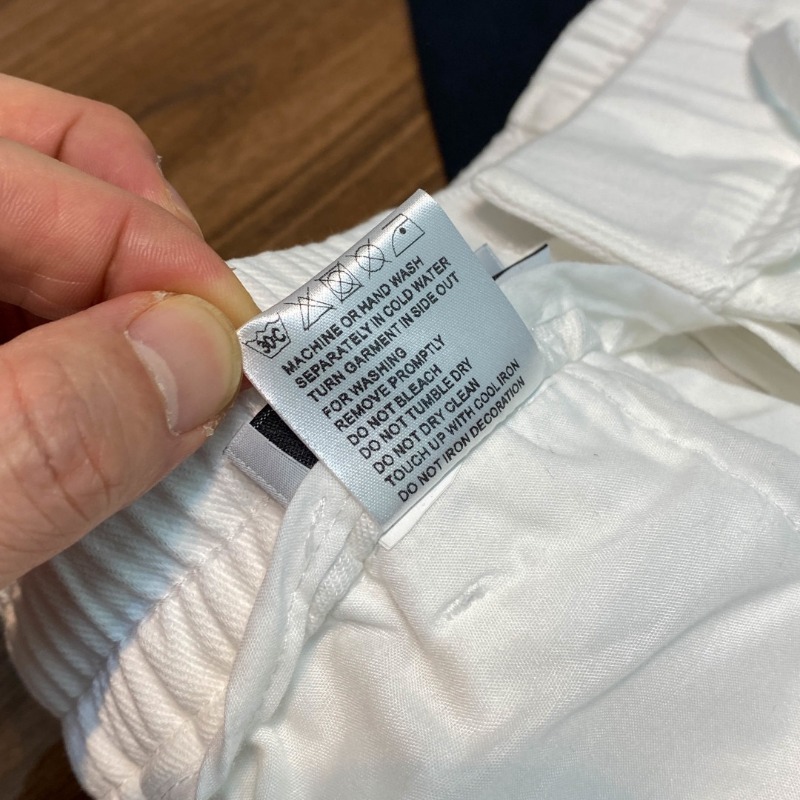 30°C
MACHINE OR HAND WASH
SEPARATELY IN COLD WATER
TURN GARMENT IN SIDE OUT
FOR WASHING
REMOVE PROMPTLY
DO NOT BLEACH
DO NOT TUMBLE DRY
DO NOT DRY CLEAN
TOUCH UP WITH COOL IRON
DO NOT IRON DECORATION